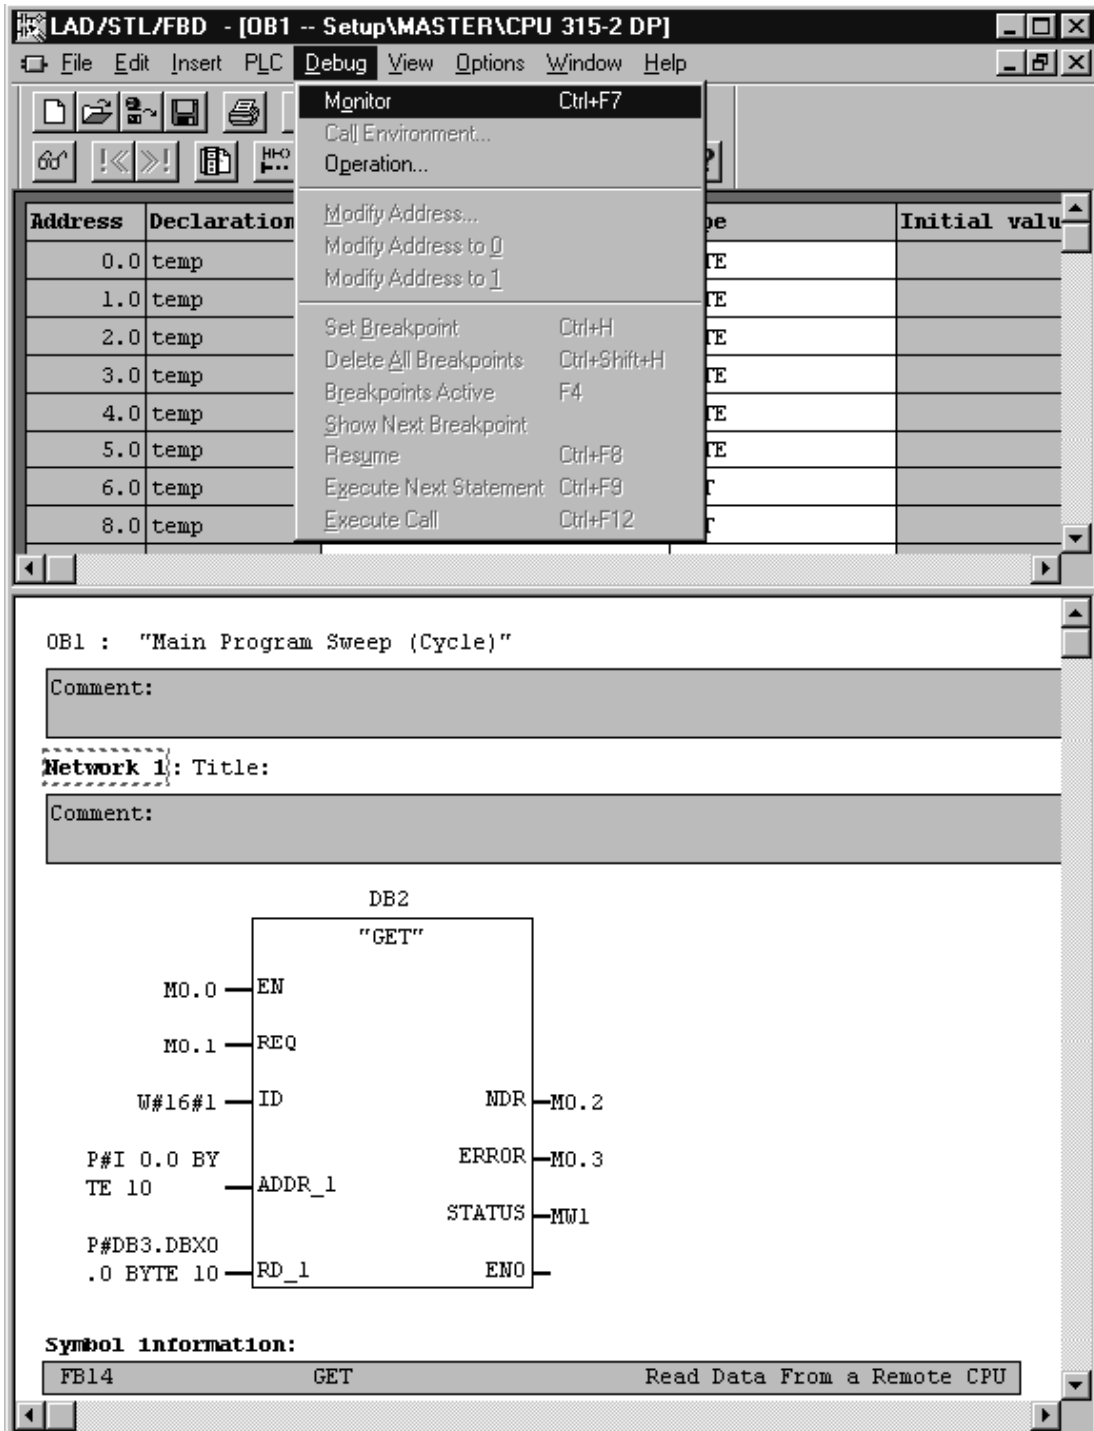 LAD/STL/FBD - [OB1 -- Setup\MASTER\CPU 315-2 DP]
File Edit Insert PLC Debug View Options Window Help
Monitor Ctrl+F7
Call Environment...
Operation...
Modify Address...
Modify Address to 0
Modify Address to 1
Set Breakpoint Ctrl+H
Delete All Breakpoints Ctrl+Shift+H
Breakpoints Active F4
Show Next Breakpoint
Resume Ctrl+F8
Execute Next Statement Ctrl+F9
Execute Call Ctrl+F12
Address Declaration pe Initial valu
0.0 temp TE
1.0 temp TE
2.0 temp TE
3.0 temp TE
4.0 temp TE
5.0 temp TE
6.0 temp T
8.0 temp T
OB1 : "Main Program Sweep (Cycle)"
Comment:
Network 1: Title:
Comment:
DB2
"GET"
M0.0 EN
M0.1 REQ
W#16#1 ID NDR M0.2
P#I 0.0 BY ERROR M0.3
TE 10 ADDR_1
STATUS MW1
P#DB3.DBX0
.0 BYTE 10 RD_1 ENO
Symbol information:
FB14 GET Read Data From a Remote CPU